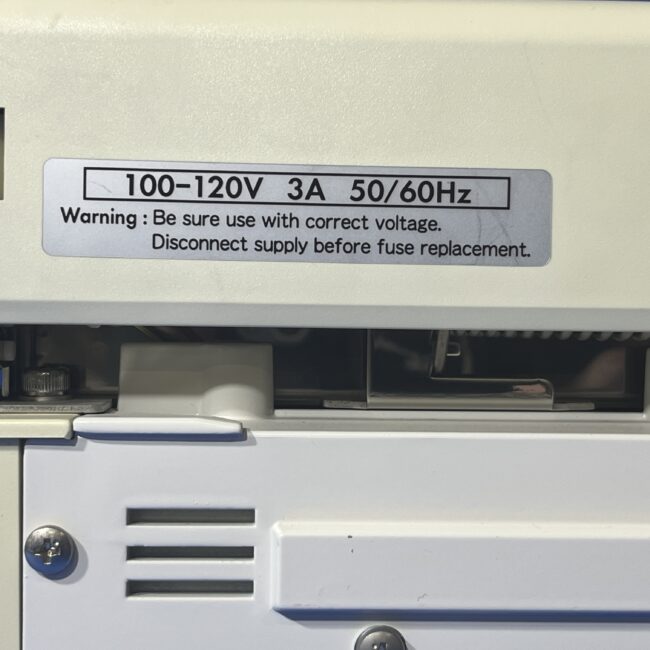 100-120V 3A 50/60Hz
Warning : Be sure use with correct voltage.
Disconnect supply before fuse replacement.